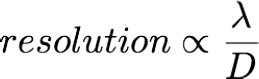 resolution ∝ λ/D